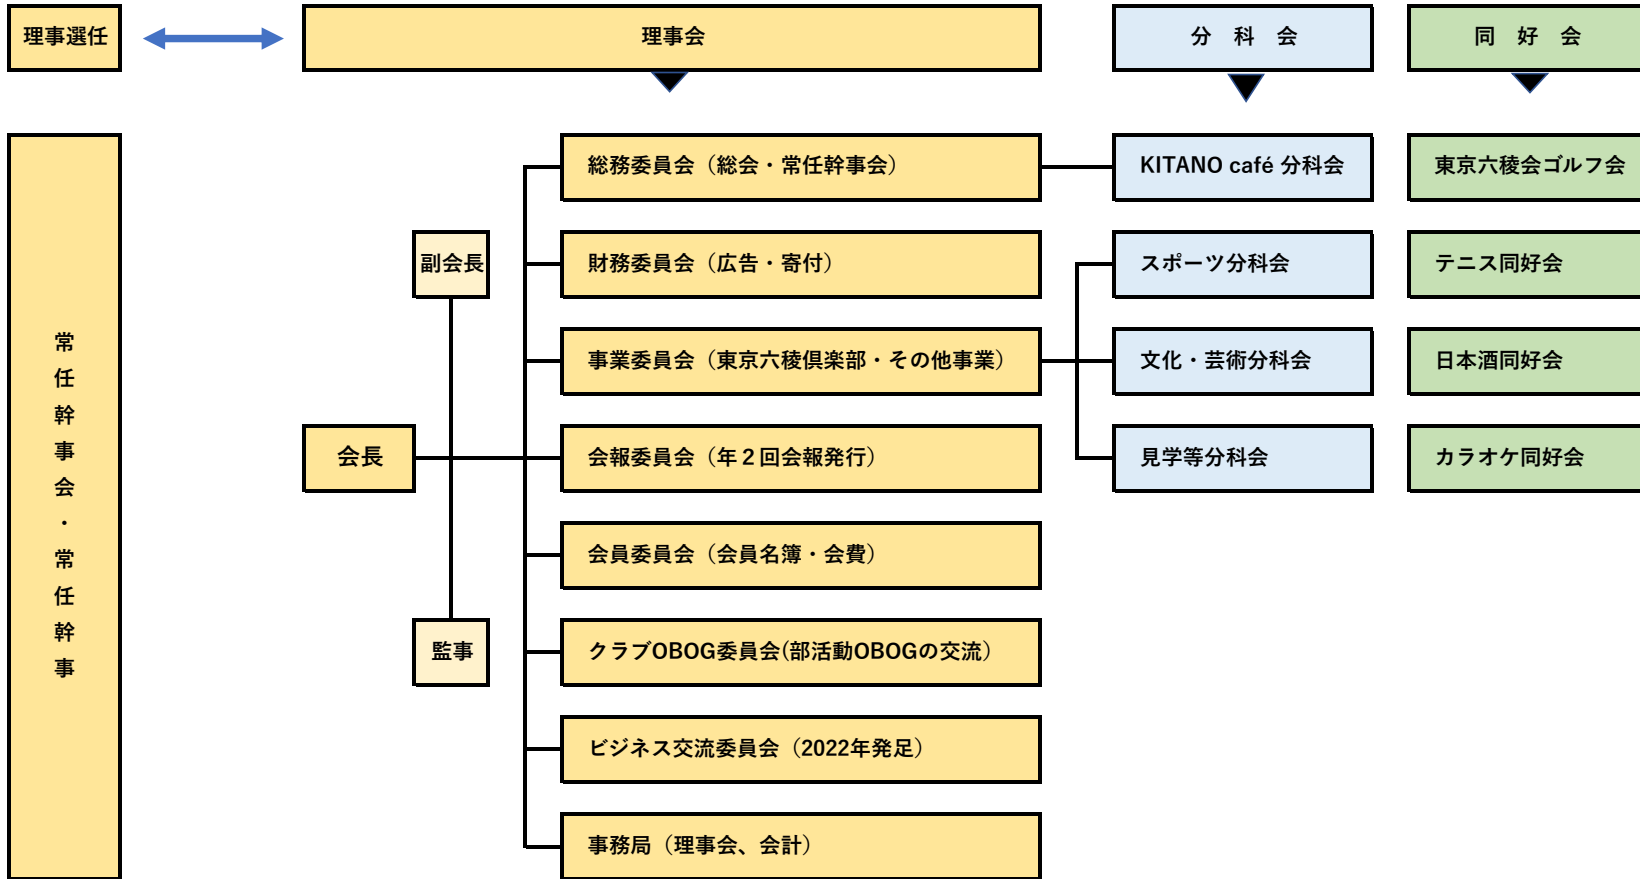 理事選任
理事会
分　科　会
同　好　会
常任幹事会・常任幹事
会長
副会長
監事
総務委員会（総会・常任幹事会）
財務委員会（広告・寄付）
事業委員会（東京六稜倶楽部・その他事業）
会報委員会（年２回会報発行）
会員委員会（会員名簿・会費）
クラブOBOG委員会(部活動OBOGの交流）
ビジネス交流委員会（2022年発足）
事務局（理事会、会計）
KITANO café 分科会
スポーツ分科会
文化・芸術分科会
見学等分科会
東京六稜会ゴルフ会
テニス同好会
日本酒同好会
カラオケ同好会